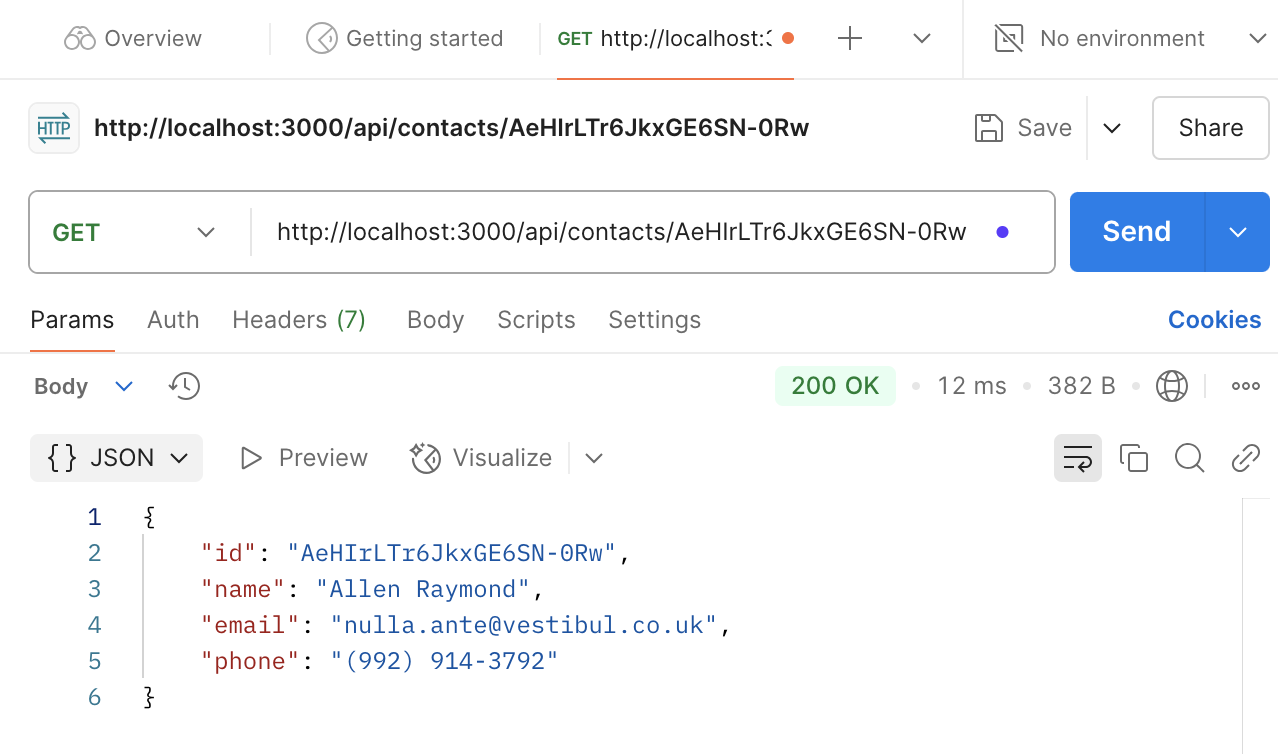 Overview
Getting started
GET http://localhost:3
No environment
HTTP
http://localhost:3000/api/contacts/AeHIrLTr6JkxGE6SN-0Rw
Save
Share
GET
http://localhost:3000/api/contacts/AeHIrLTr6JkxGE6SN-0Rw
Send
Params Auth Headers (7) Body Scripts Settings Cookies
Body
200 OK 12 ms 382 B
{} JSON
Preview
Visualize
1 {
2 "id": "AeHIrLTr6JkxGE6SN-0Rw",
3 "name": "Allen Raymond",
4 "email": "nulla.ante@vestibul.co.uk",
5 "phone": "(992) 914-3792"
6 }